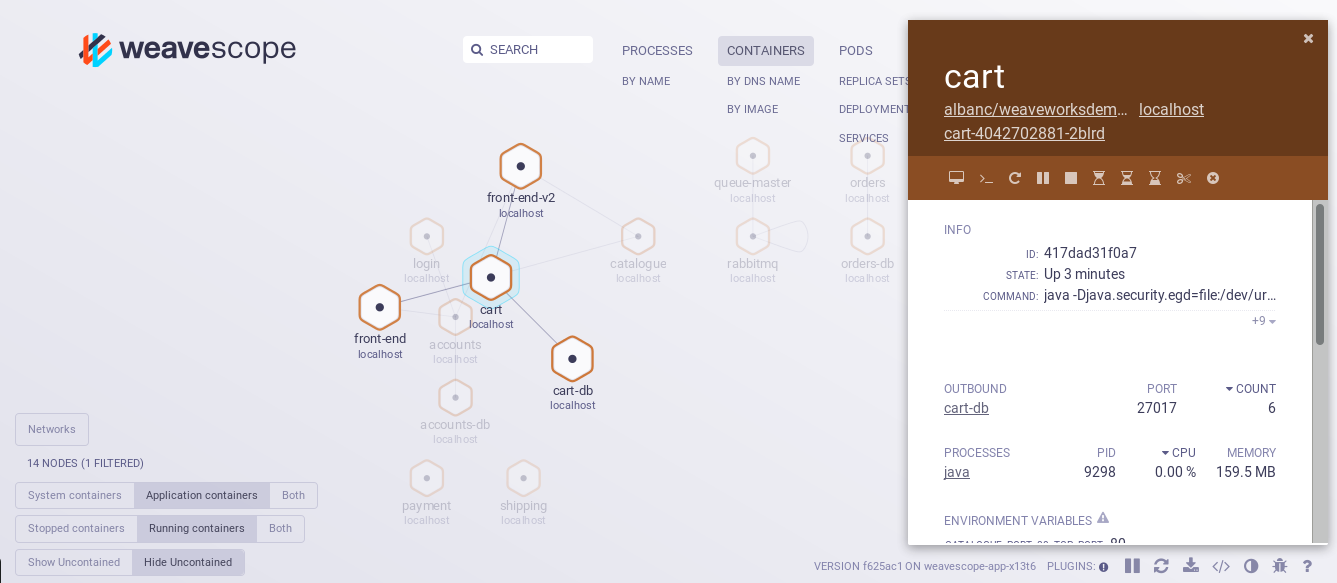 weavescope
SEARCH
PROCESSES
BY NAME
CONTAINERS
BY DNS NAME
BY IMAGE
PODS
REPLICA SETS
DEPLOYMENT
SERVICES
front-end-v2
localhost
queue-master
localhost
orders
localhost
login
localhost
catalogue
localhost
rabbitmq
localhost
orders-db
localhost
cart
localhost
front-end
localhost
accounts
localhost
cart-db
localhost
accounts-db
localhost
payment
localhost
shipping
localhost
Networks
14 NODES (1 FILTERED)
System containers Application containers Both
Stopped containers Running containers Both
Show Uncontained Hide Uncontained
cart
albanc/weaveworksdem… localhost
cart-4042702881-2blrd
INFO
ID: 417dad31f0a7
STATE: Up 3 minutes
COMMAND: java -Djava.security.egd=file:/dev/ur…
+9
OUTBOUND PORT COUNT
cart-db 27017 6
PROCESSES PID CPU MEMORY
java 9298 0.00 % 159.5 MB
ENVIRONMENT VARIABLES
CATALOGUE_PORT_80_TCP_PORT: 80
VERSION f625ac1 ON weavescope-app-x13t6 PLUGINS: